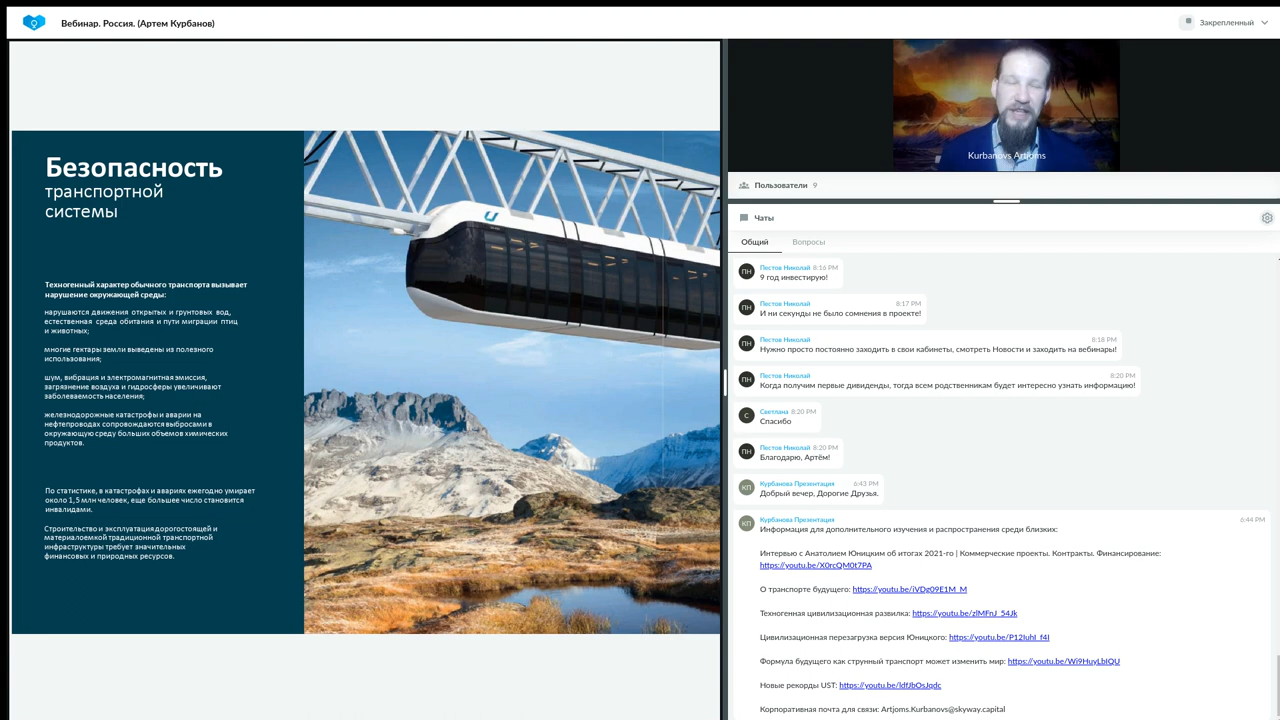 Вебинар. Россия. (Артем Курбанов)
Закрепленный
Безопасность
транспортной
системы
Техногенный характер обычного транспорта вызывает
нарушение окружающей среды:
нарушаются движения открытых и грунтовых вод,
естественная среда обитания и пути миграции птиц
и животных;
многие гектары земли выведены из полезного
использования;
шум, вибрация и электромагнитная эмиссия,
загрязнение воздуха и гидросферы увеличивают
заболеваемость населения;
железнодорожные катастрофы и аварии на
нефтепроводах сопровождаются выбросами в
окружающую среду больших объемов химических
продуктов.
По статистике, в катастрофах и авариях ежегодно умирает
около 1,5 млн человек, еще большее число становится
инвалидами.
Строительство и эксплуатация дорогостоящей и
материалоемкой традиционной транспортной
инфраструктуры требует значительных
финансовых и природных ресурсов.
Kurbanovs Artjoms
Пользователи 9
Чаты
Общий Вопросы
ПН Пестов Николай 8:16 PM
9 год инвестирую!
ПН Пестов Николай 8:17 PM
И ни секунды не было сомнения в проекте!
ПН Пестов Николай 8:18 PM
Нужно просто постоянно заходить в свои кабинеты, смотреть Новости и заходить на вебинары!
ПН Пестов Николай 8:20 PM
Когда получим первые дивиденды, тогда всем родственникам будет интересно узнать информацию!
С Светлана 8:20 PM
Спасибо
ПН Пестов Николай 8:20 PM
Благодарю, Артём!
КП Курбанова Презентация 6:43 PM
Добрый вечер, Дорогие Друзья.
КП Курбанова Презентация 6:44 PM
Информация для дополнительного изучения и распространения среди близких:
Интервью с Анатолием Юницким об итогах 2021-го | Коммерческие проекты. Контракты. Финансирование:
https://youtu.be/X0rcQM0t7PA
О транспорте будущего: https://youtu.be/iVDg09E1M_M
Техногенная цивилизационная развилка: https://youtu.be/zlMFnJ_54Jk
Цивилизационная перезагрузка версия Юницкого: https://youtu.be/P12IuhI_f4I
Формула будущего как струнный транспорт может изменить мир: https://youtu.be/Wi9HuyLbIQU
Новые рекорды UST: https://youtu.be/ldfJbOsJqdc
Корпоративная почта для связи: Artjoms.Kurbanovs@skyway.capital